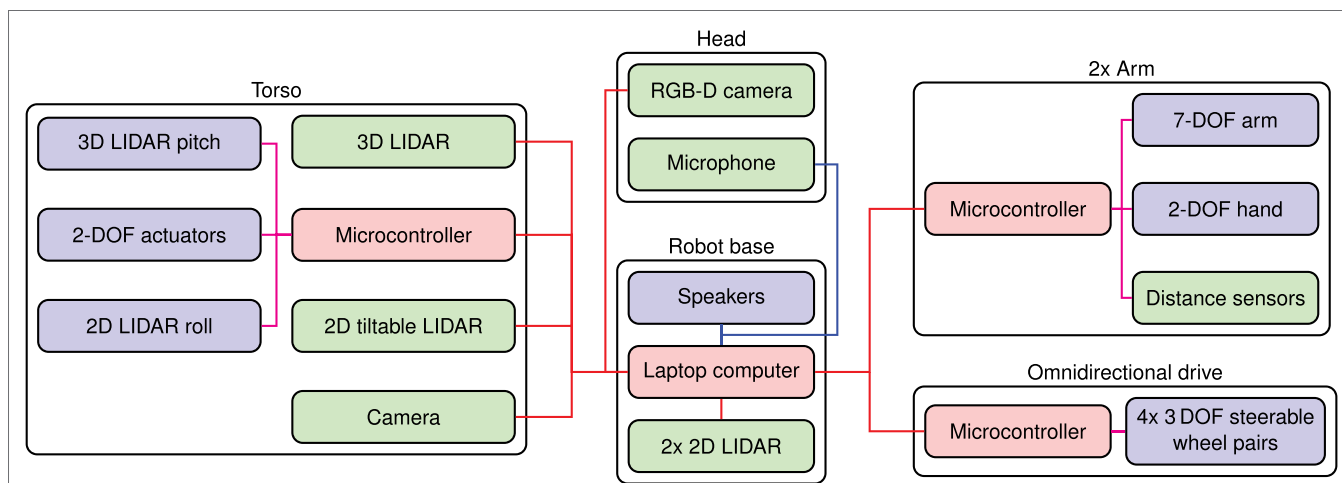 Torso
3D LIDAR pitch
3D LIDAR
2-DOF actuators
Microcontroller
2D LIDAR roll
2D tiltable LIDAR
Camera
Head
RGB-D camera
Microphone
Robot base
Speakers
Laptop computer
2x 2D LIDAR
2x Arm
7-DOF arm
Microcontroller
2-DOF hand
Distance sensors
Omnidirectional drive
Microcontroller
4x 3 DOF steerable
wheel pairs